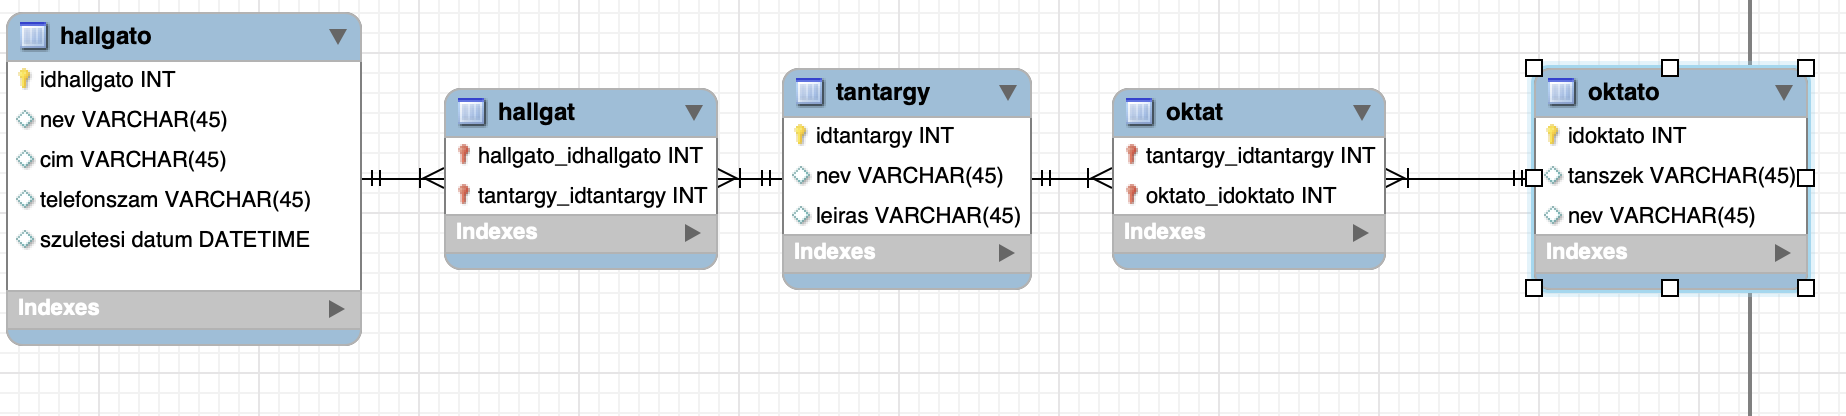 hallgato
idhallgato INT
nev VARCHAR(45)
cim VARCHAR(45)
telefonszam VARCHAR(45)
szuletesi datum DATETIME
Indexes
hallgat
hallgato_idhallgato INT
tantargy_idtantargy INT
Indexes
tantargy
idtantargy INT
nev VARCHAR(45)
leiras VARCHAR(45)
Indexes
oktat
tantargy_idtantargy INT
oktato_idoktato INT
Indexes
oktato
idoktato INT
tanszek VARCHAR(45)
nev VARCHAR(45)
Indexes